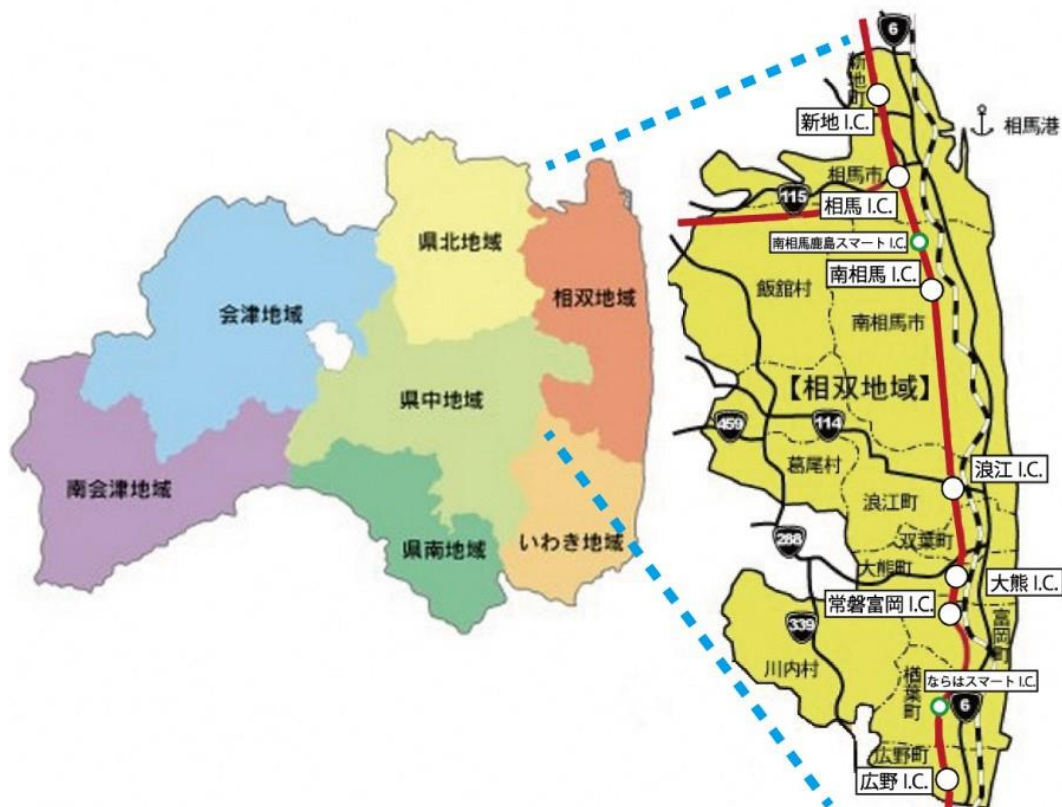 県北地域
会津地域
相双地域
県中地域
南会津地域
県南地域
いわき地域
6
新地町
新地 I.C.
相馬港
相馬市
115
相馬 I.C.
南相馬鹿島スマート I.C.
南相馬 I.C.
飯舘村
南相馬市
【相双地域】
459
114
葛尾村
浪江 I.C.
浪江町
双葉町
288
大熊町
大熊 I.C.
常磐富岡 I.C.
富岡町
399
川内村
ならはスマート I.C.
楢葉町
6
広野町
広野 I.C.